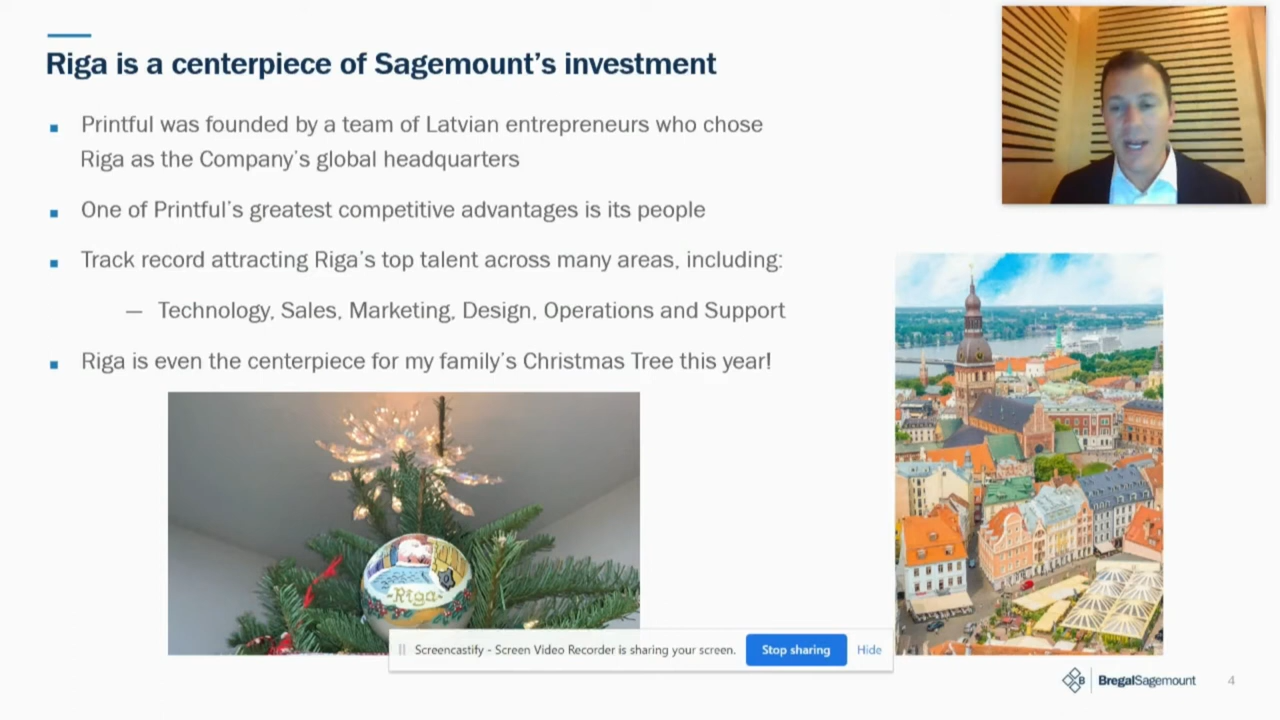 Riga is a centerpiece of Sagemount's investment
Printful was founded by a team of Latvian entrepreneurs who chose
Riga as the Company's global headquarters
One of Printful's greatest competitive advantages is its people
Track record attracting Riga's top talent across many areas, including:
— Technology, Sales, Marketing, Design, Operations and Support
Riga is even the centerpiece for my family's Christmas Tree this year!
-Riga-
Screencastify - Screen Video Recorder is sharing your screen.
Stop sharing
Hide
B
BregalSagemount
4